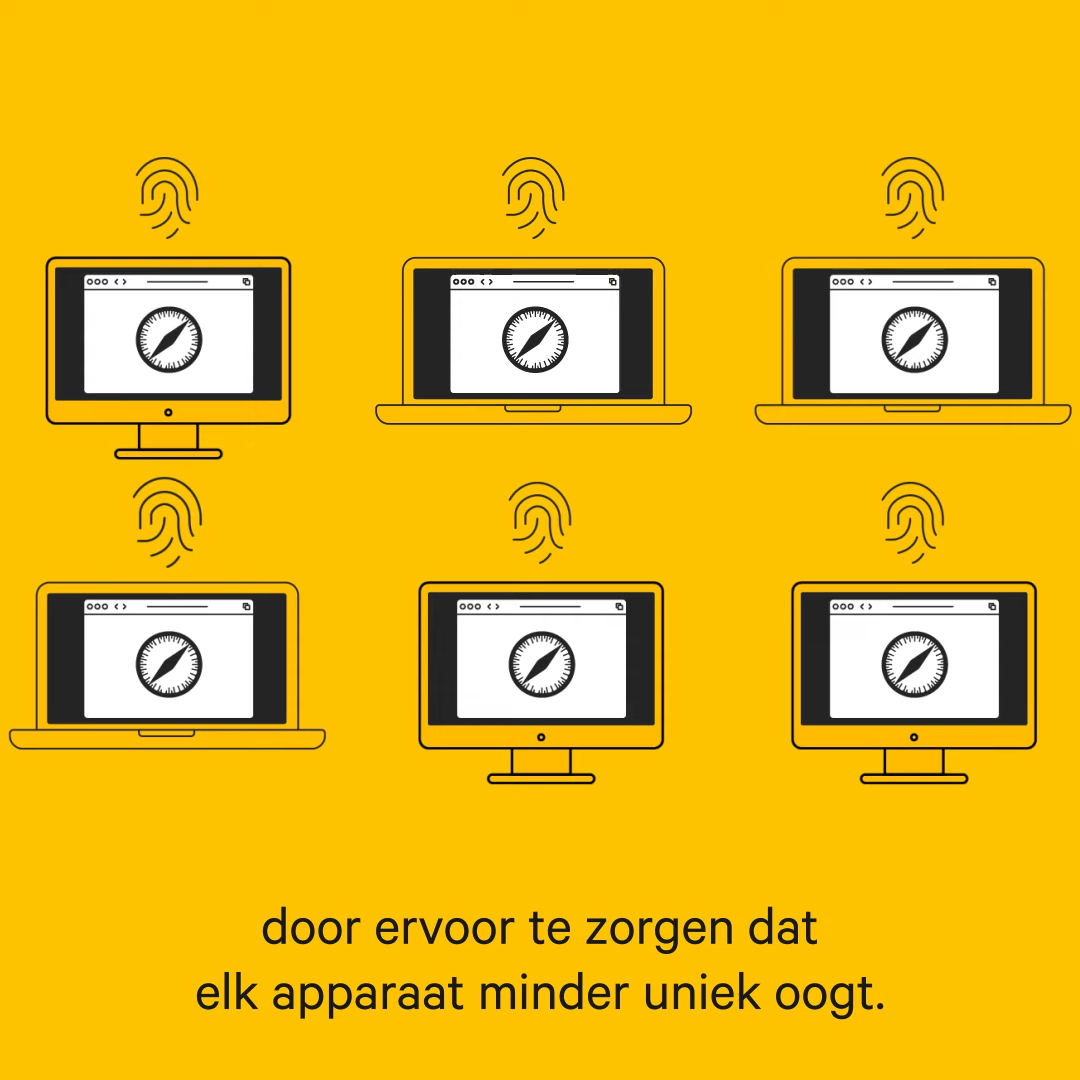 door ervoor te zorgen dat
elk apparaat minder uniek oogt.